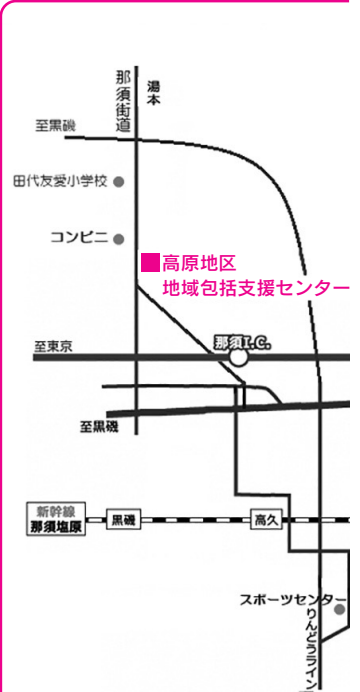 那須街道
湯本
至黒磯
田代友愛小学校
コンビニ
高原地区
地域包括支援センター
那須I.C.
至東京
至黒磯
新幹線
那須塩原
黒磯
高久
スポーツセンター
りんどうライン